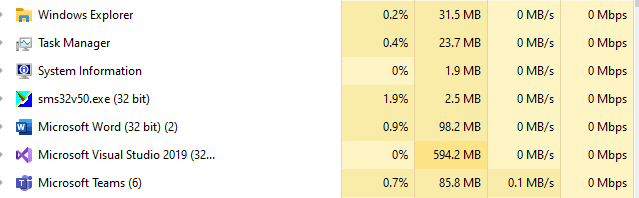 Windows Explorer 0.2% 31.5 MB 0 MB/s 0 Mbps
Task Manager 0.4% 23.7 MB 0 MB/s 0 Mbps
System Information 0% 1.9 MB 0 MB/s 0 Mbps
sms32v50.exe (32 bit) 1.9% 2.5 MB 0 MB/s 0 Mbps
Microsoft Word (32 bit) (2) 0.9% 98.2 MB 0 MB/s 0 Mbps
Microsoft Visual Studio 2019 (32... 0% 594.2 MB 0 MB/s 0 Mbps
Microsoft Teams (6) 0.7% 85.8 MB 0.1 MB/s 0 Mbps